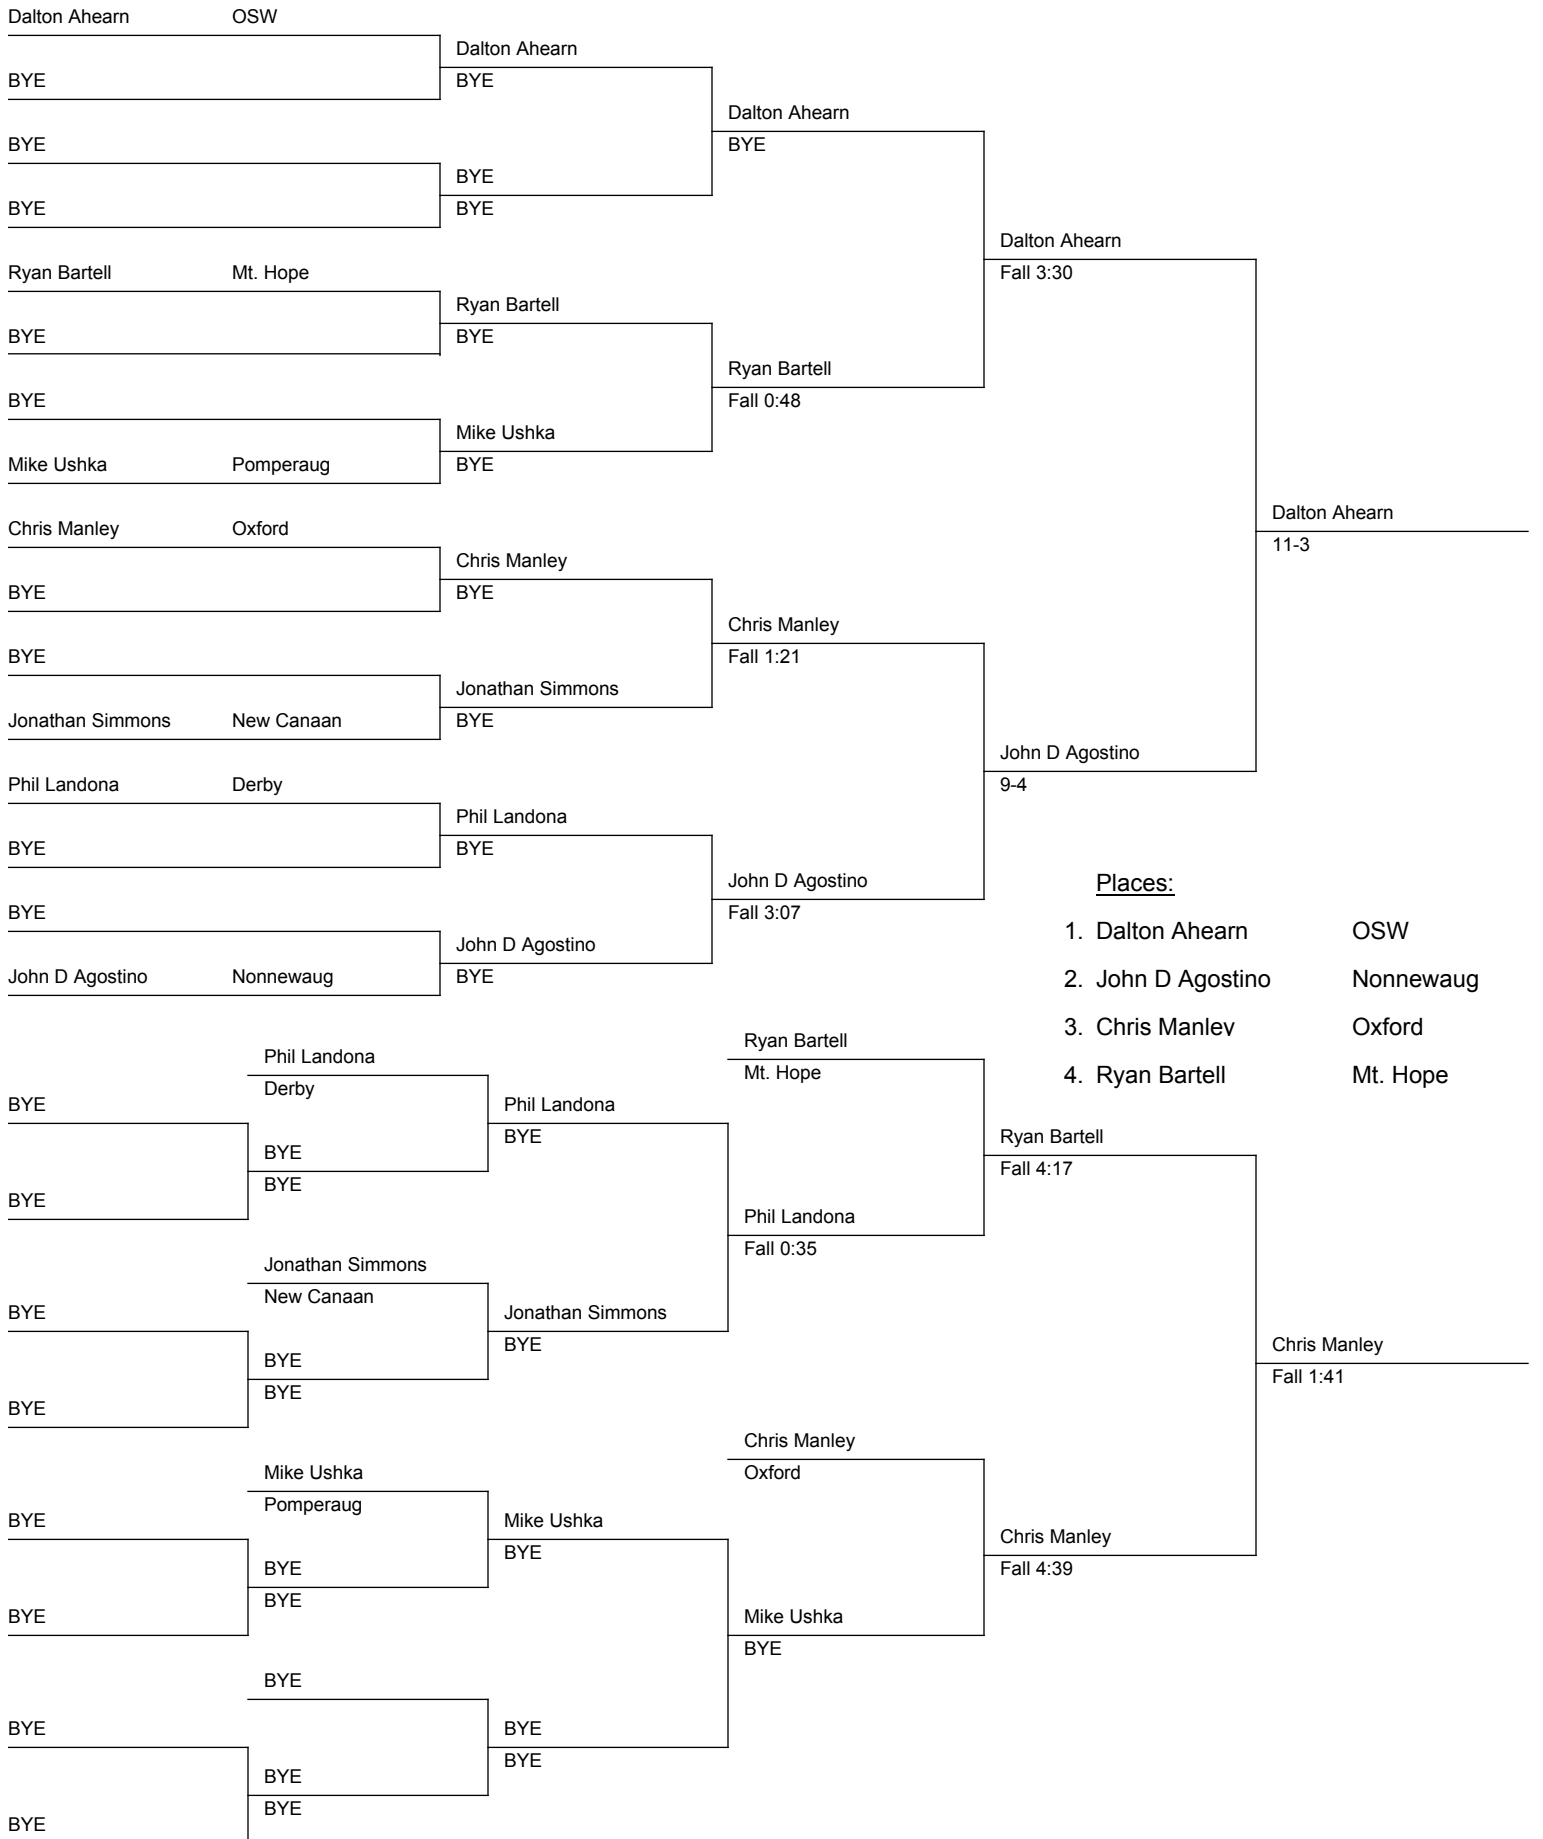 Dalton Ahearn OSW
Dalton Ahearn
BYE
BYE
Dalton Ahearn
BYE
BYE
BYE
BYE
BYE
Dalton Ahearn
Ryan Bartell Mt. Hope
Fall 3:30
Ryan Bartell
BYE
BYE
Ryan Bartell
BYE
Fall 0:48
Mike Ushka
Mike Ushka Pomperaug
BYE
Dalton Ahearn
Chris Manley Oxford
11-3
Chris Manley
BYE
BYE
Chris Manley
BYE
Fall 1:21
Jonathan Simmons
Jonathan Simmons New Canaan
BYE
John D Agostino
Phil Landona Derby
9-4
Phil Landona
BYE
BYE
John D Agostino
Places:
BYE
Fall 3:07
1. Dalton Ahearn OSW
John D Agostino
John D Agostino Nonnewaug
BYE
2. John D Agostino Nonnewaug
3. Chris Manley Oxford
Ryan Bartell
Phil Landona
Mt. Hope
4. Ryan Bartell Mt. Hope
Derby
BYE
Phil Landona
BYE
Ryan Bartell
BYE
Fall 4:17
BYE
BYE
Phil Landona
Fall 0:35
Jonathan Simmons
New Canaan
BYE
Jonathan Simmons
BYE
Chris Manley
BYE
Fall 1:41
BYE
BYE
Chris Manley
Mike Ushka
Oxford
Pomperaug
BYE
Mike Ushka
Chris Manley
BYE
BYE
Fall 4:39
BYE
BYE
Mike Ushka
BYE
BYE
BYE
BYE
BYE
BYE
BYE
BYE